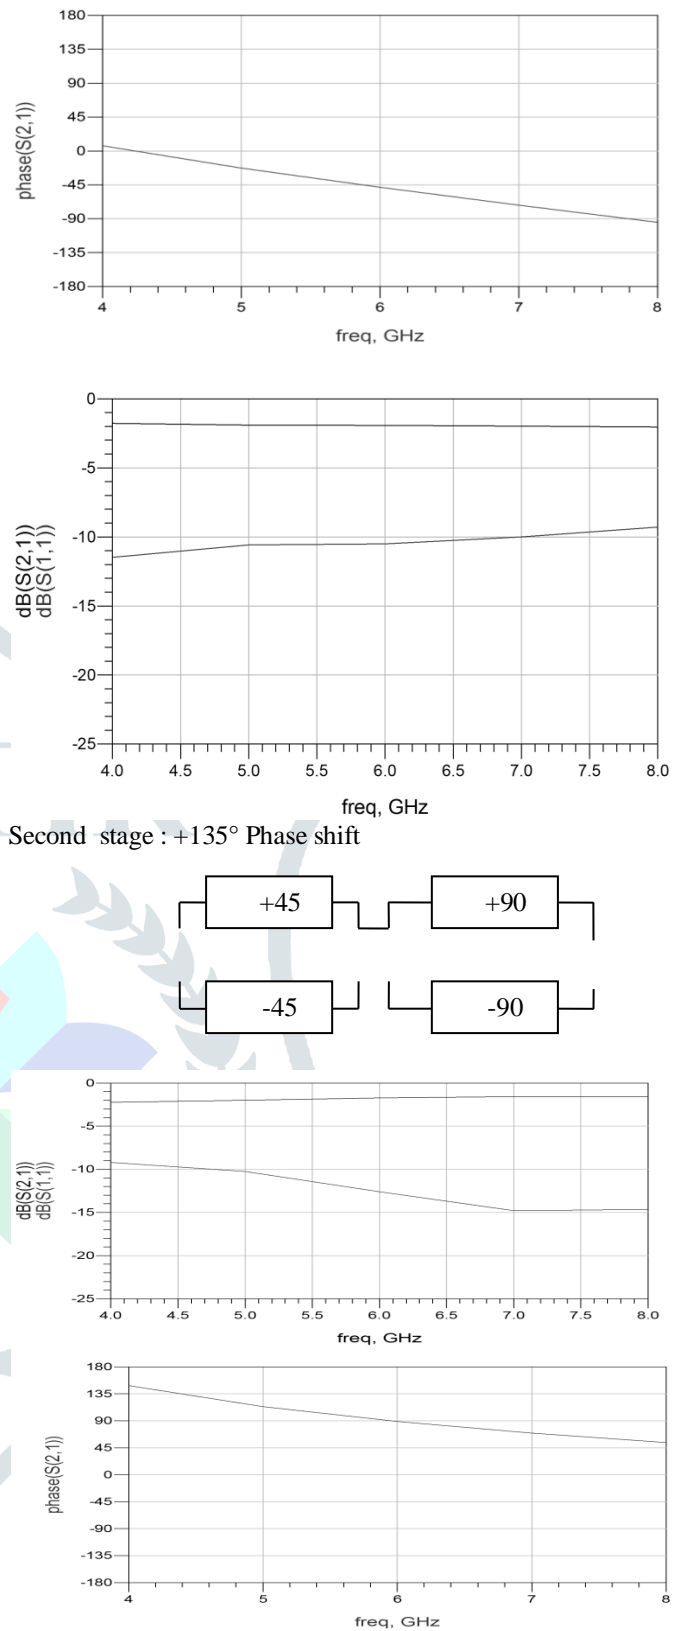 180
135
90
45
0
-45
-90
-135
-180
phase(S(2,1))
4 5 6 7 8
freq, GHz
0
-5
-10
-15
-20
-25
dB(S(2,1))
dB(S(1,1))
4.0 4.5 5.0 5.5 6.0 6.5 7.0 7.5 8.0
freq, GHz
Second stage : +135° Phase shift
+45 +90
-45 -90
0
-5
-10
-15
-20
-25
dB(S(2,1))
dB(S(1,1))
4.0 4.5 5.0 5.5 6.0 6.5 7.0 7.5 8.0
freq, GHz
180
135
90
45
0
-45
-90
-135
-180
phase(S(2,1))
4 5 6 7 8
freq, GHz